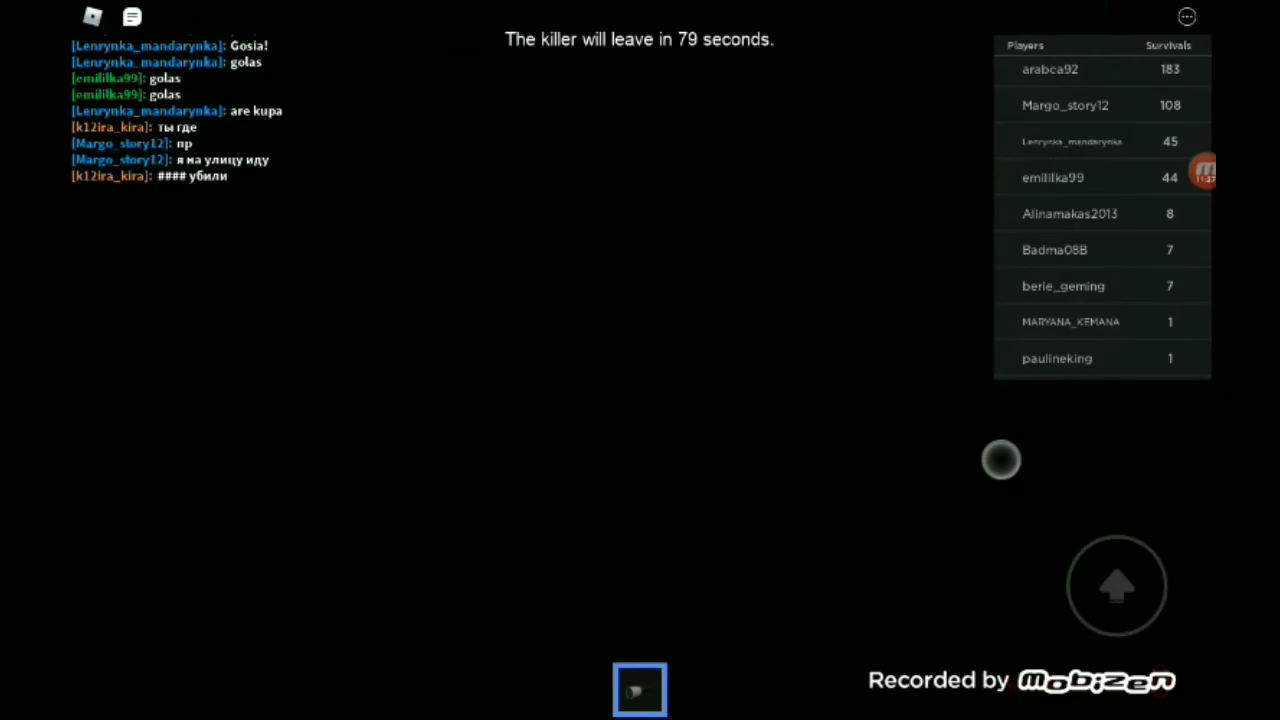 The killer will leave in 79 seconds.
[Lenrynka_mandarynka]: Gosia!
[Lenrynka_mandarynka]: golas
[emililka99]: golas
[emililka99]: golas
[Lenrynka_mandarynka]: are kupa
[k12ira_kira]: ты где
[Margo_story12]: пр
[Margo_story12]: я на улицу иду
[k12ira_kira]: #### убили
Players Survivals
arabca92 183
Margo_story12 108
Lenrynka_mandarynka 45
emililka99 44
Alinamakas2013 8
Badma08B 7
berie_geming 7
MARYANA_KEMANA 1
paulineking 1
11:37
Recorded by Mobizen